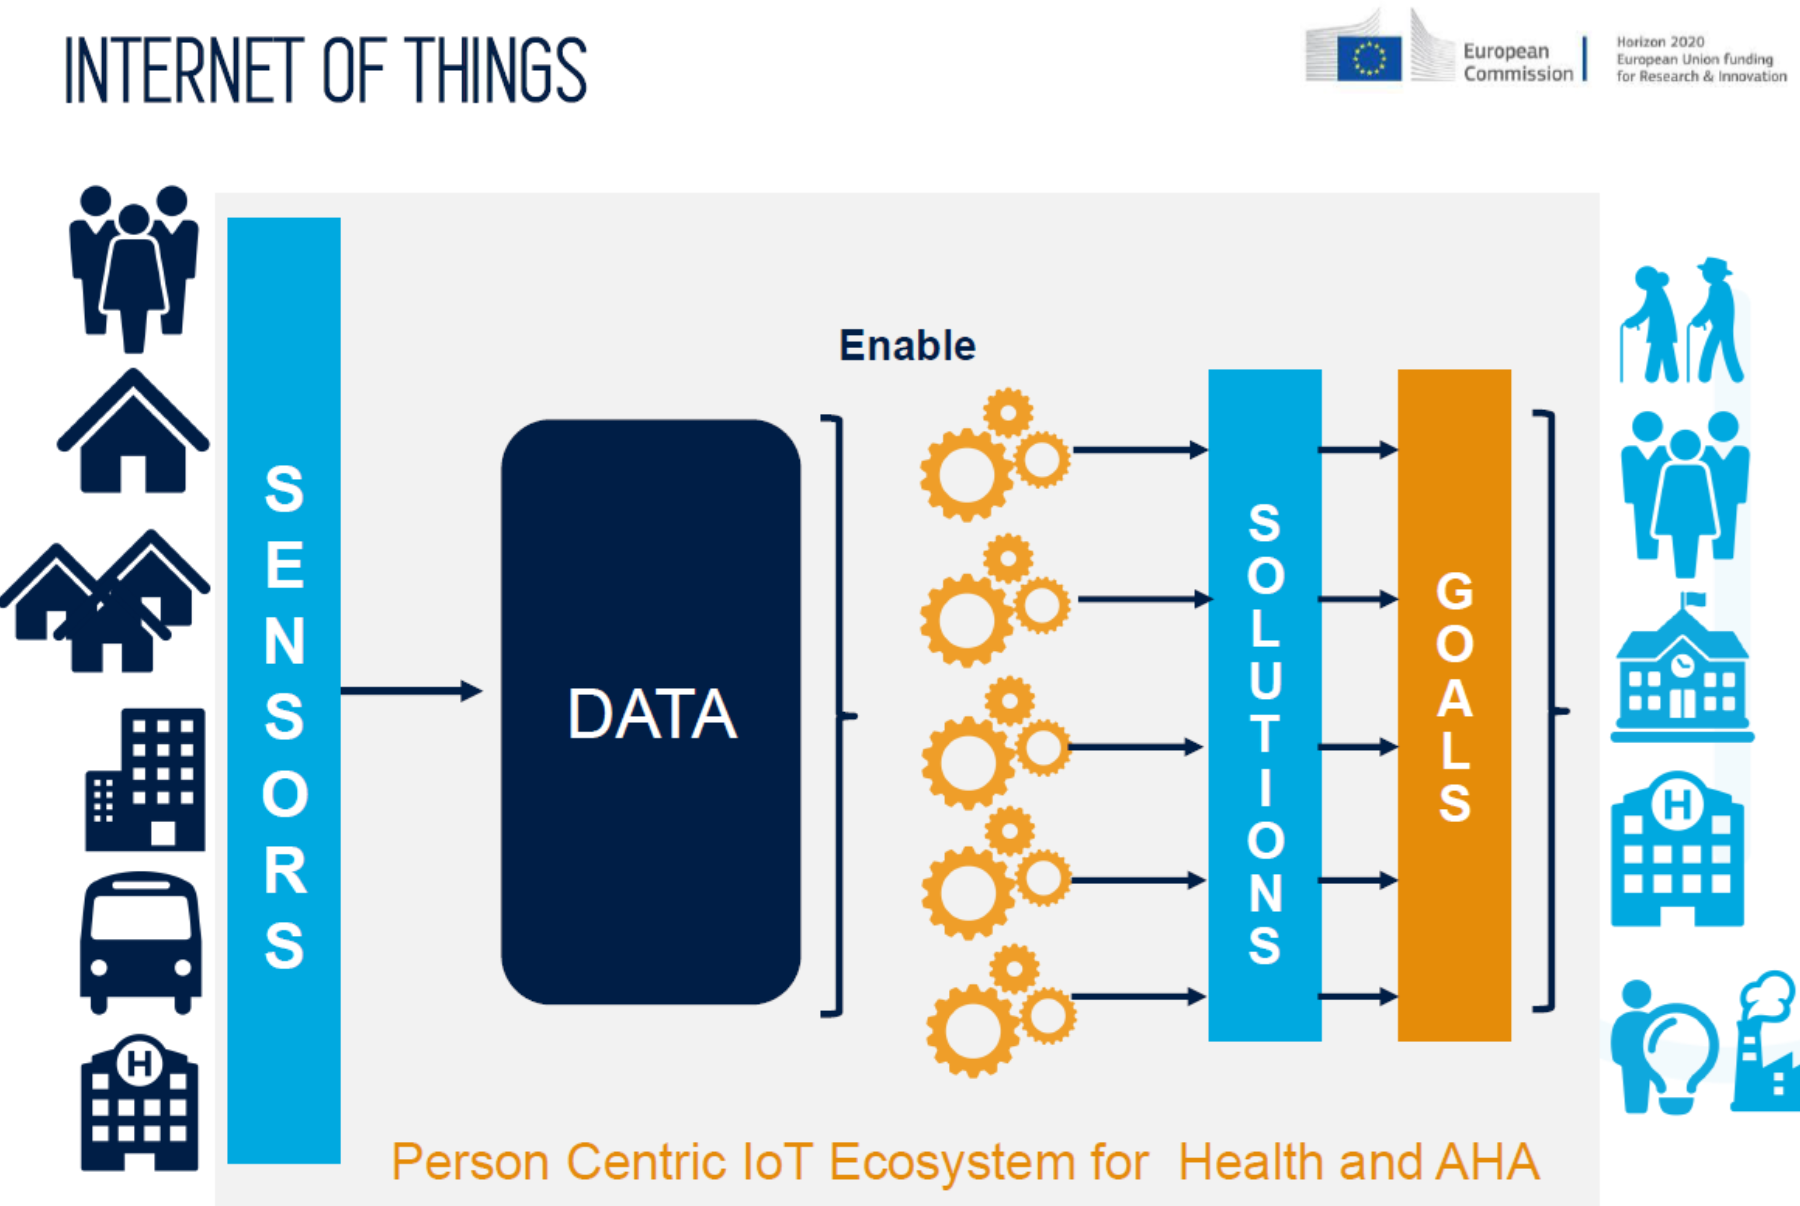 INTERNET OF THINGS
European
Commission
Horizon 2020
European Union funding
for Research & Innovation
SENSORS
Enable
DATA
SOLUTIONS
GOALS
H
H
Person Centric IoT Ecosystem for Health and AHA